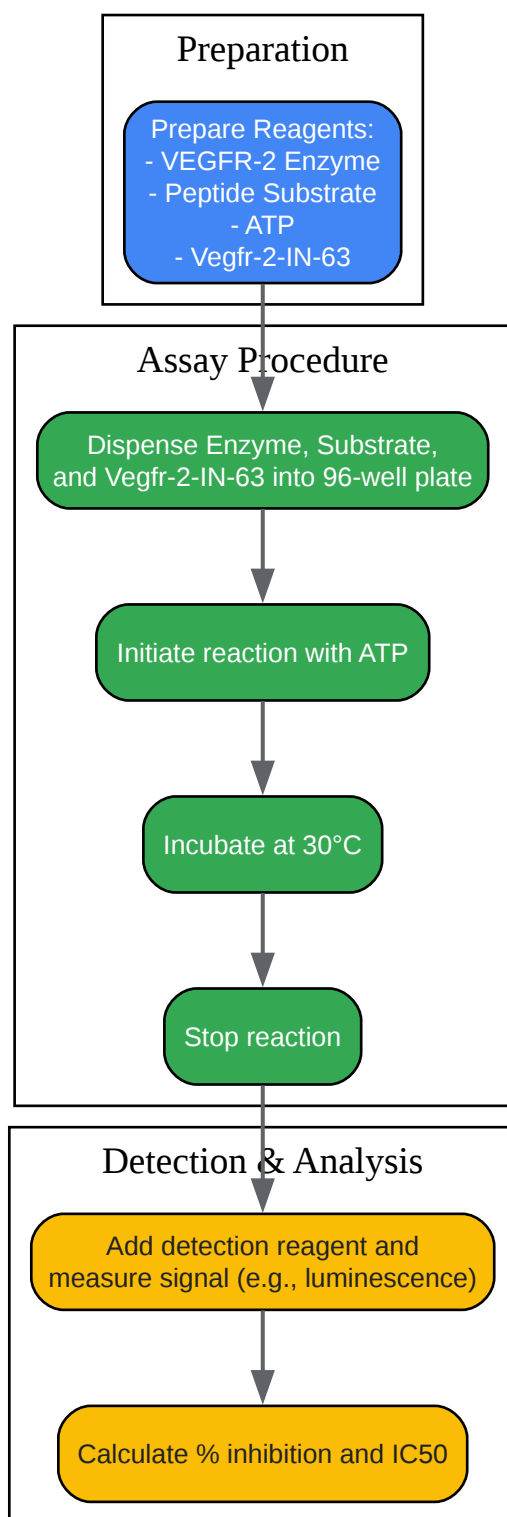 Preparation
Prepare Reagents:
- VEGFR-2 Enzyme
- Peptide Substrate
- ATP
- Vegfr-2-IN-63
Assay Procedure
Dispense Enzyme, Substrate,
and Vegfr-2-IN-63 into 96-well plate
Initiate reaction with ATP
Incubate at 30°C
Stop reaction
Detection & Analysis
Add detection reagent and
measure signal (e.g., luminescence)
Calculate % inhibition and IC50